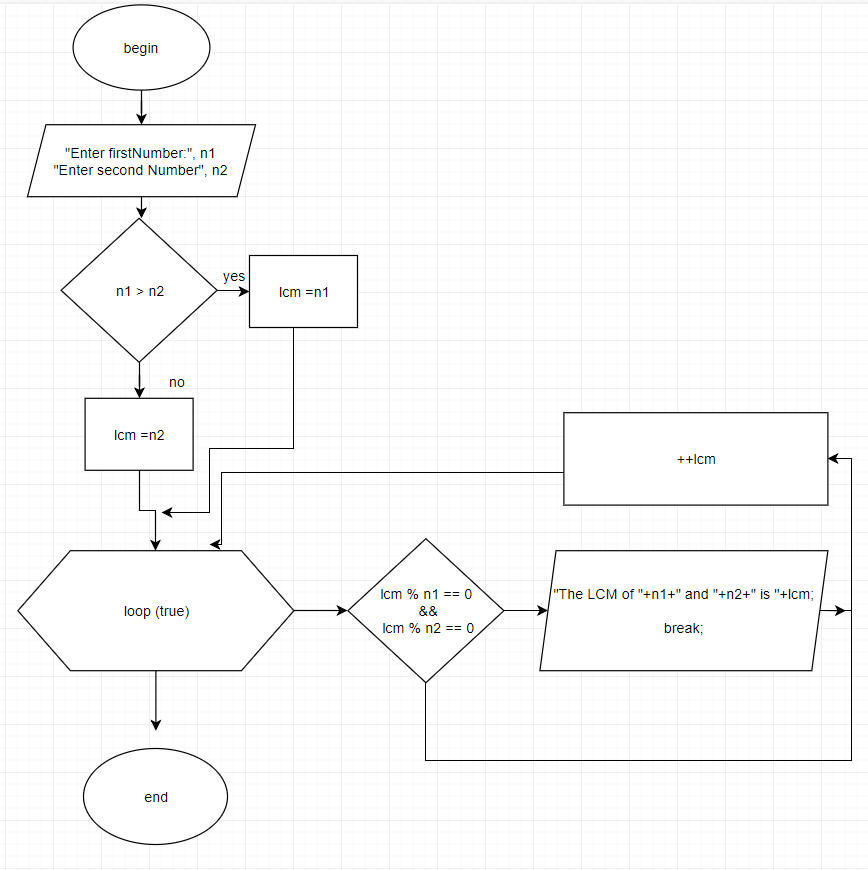 begin
"Enter firstNumber:", n1
"Enter second Number", n2
n1 > n2
yes
lcm =n1
no
lcm =n2
++lcm
loop (true)
lcm % n1 == 0
&&
lcm % n2 == 0
"The LCM of "+n1+" and "+n2+" is "+lcm;
break;
end